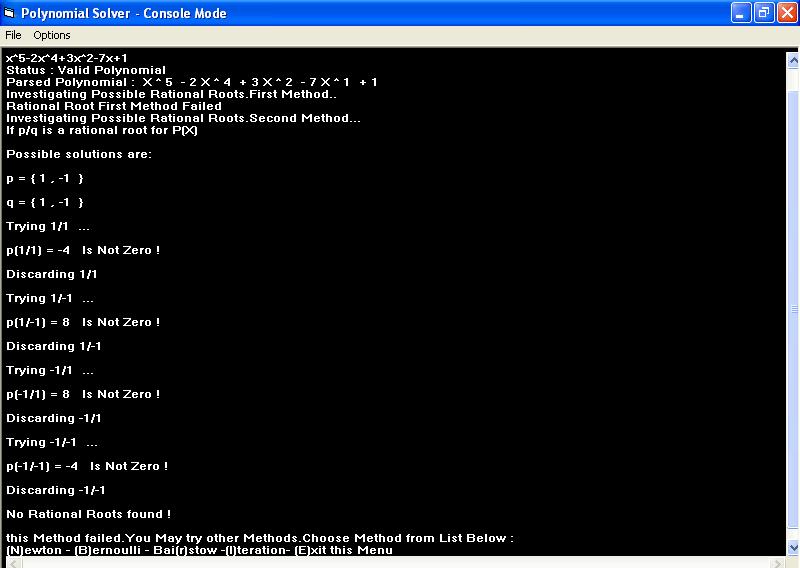 Polynomial Solver - Console Mode
File Options
x^5-2x^4+3x^2-7x+1
Status : Valid Polynomial
Parsed Polynomial : X ^ 5 - 2 X ^ 4 + 3 X ^ 2 - 7 X ^ 1 + 1
Investigating Possible Rational Roots.First Method..
Rational Root First Method Failed
Investigating Possible Rational Roots.Second Method...
If p/q is a rational root for P(X)
Possible solutions are:
p = { 1 , -1 }
q = { 1 , -1 }
Trying 1/1 ...
p(1/1) = -4 Is Not Zero !
Discarding 1/1
Trying 1/-1 ...
p(1/-1) = 8 Is Not Zero !
Discarding 1/-1
Trying -1/1 ...
p(-1/1) = 8 Is Not Zero !
Discarding -1/1
Trying -1/-1 ...
p(-1/-1) = -4 Is Not Zero !
Discarding -1/-1
No Rational Roots found !
this Method failed.You May try other Methods.Choose Method from List Below :
(N)ewton - (B)ernoulli - Bai(r)stow -(I)teration- (E)xit this Menu